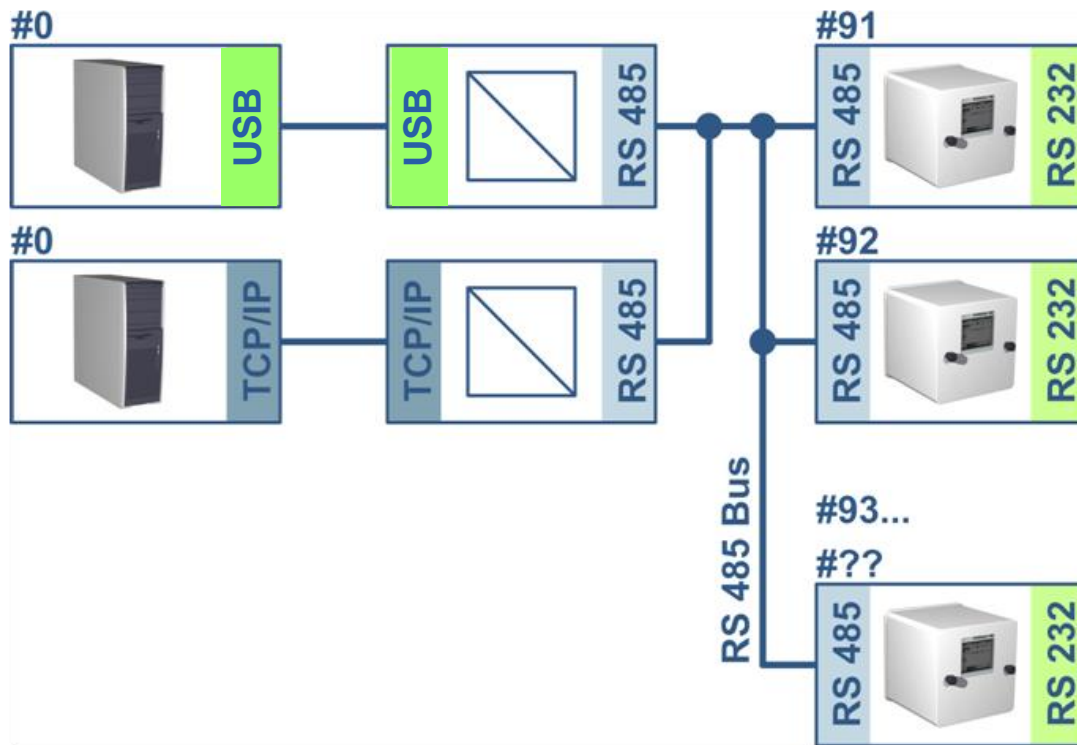 #0
USB
USB
RS 485
#91
RS 485
RS 232
#0
TCP/IP
TCP/IP
RS 485
#92
RS 485
RS 232
RS 485 Bus
#93...
#??
RS 485
RS 232